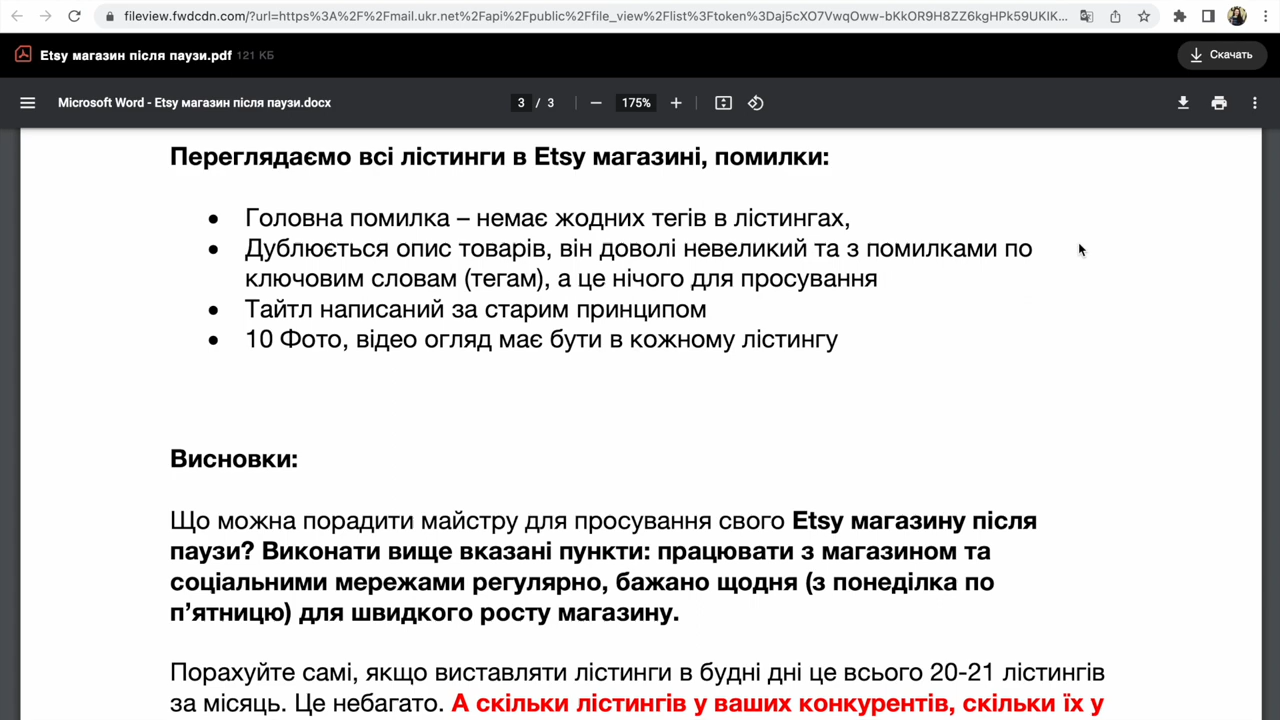 fileview.fwdcdn.com/?url=https%3A%2F%2Fmail.ukr.net%2Fapi%2Fpublic%2Ffile_view%2Flist%3Ftoken%3Daj5cXO7VwqOww-bKkOR9H8ZZ6kgHPk59UKIK...
Etsy магазин після паузи.pdf 121 КБ
Скачать
Microsoft Word - Etsy магазин після паузи.docx
3 / 3
175%
Переглядаємо всі лістинги в Etsy магазині, помилки:
• Головна помилка – немає жодних тегів в лістингах,
• Дублюється опис товарів, він доволі невеликий та з помилками по
ключовим словам (тегам), а це нічого для просування
• Тайтл написаний за старим принципом
• 10 Фото, відео огляд має бути в кожному лістингу
Висновки:
Що можна порадити майстру для просування свого Etsy магазину після
паузи? Виконати вище вказані пункти: працювати з магазином та
соціальними мережами регулярно, бажано щодня (з понеділка по
п’ятницю) для швидкого росту магазину.
Порахуйте самі, якщо виставляти лістинги в будні дні це всього 20-21 лістингів
за місяць. Це небагато. А скільки лістингів у ваших конкурентів, скільки їх у